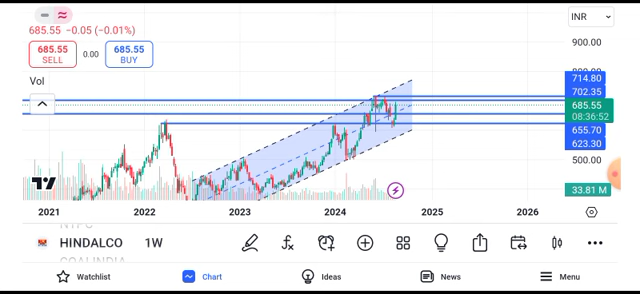 INR
685.55 −0.05 (−0.01%)
900.00
685.55
SELL
0.00
685.55
BUY
Vol
714.80
702.35
685.55
08:36:52
655.70
623.30
500.00
33.81 M
2021 2022 2023 2024 2025 2026
HINDALCO 1W
Watchlist Chart Ideas News Menu